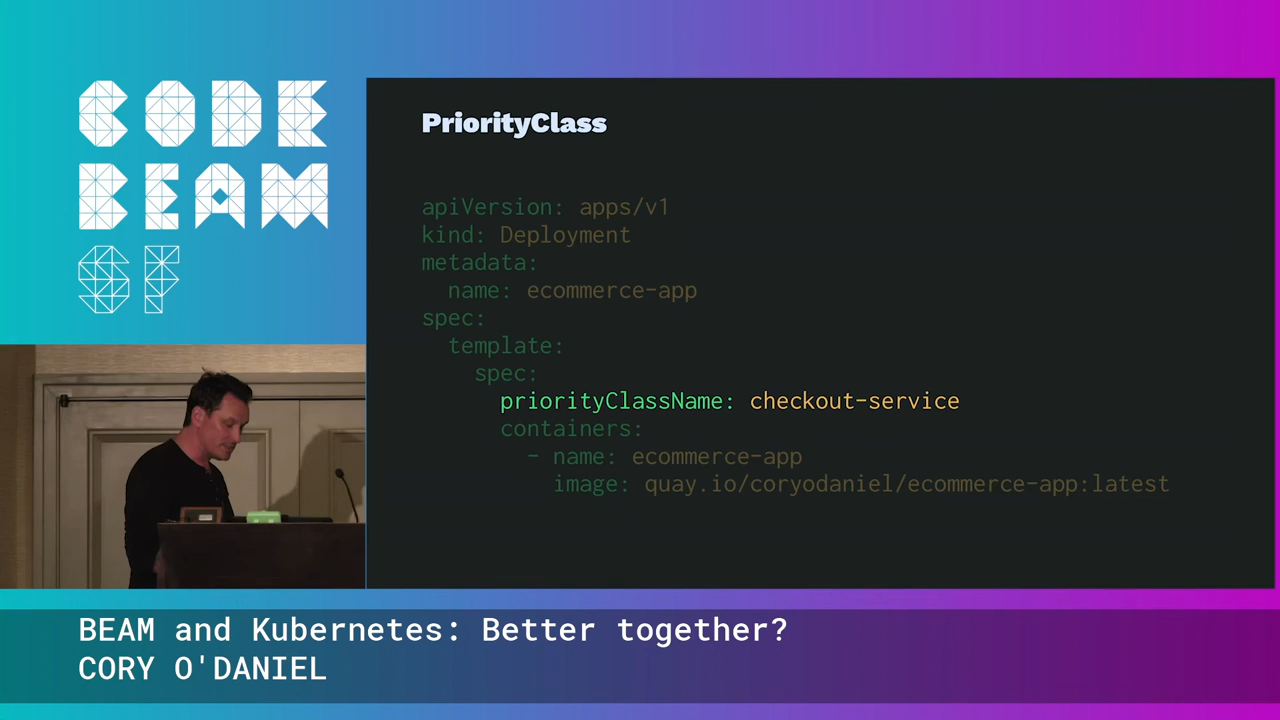 CODE
BEAM
SF
PriorityClass
apiVersion: apps/v1
kind: Deployment
metadata:
  name: ecommerce-app
spec:
  template:
    spec:
      priorityClassName: checkout-service
      containers:
        - name: ecommerce-app
          image: quay.io/coryodaniel/ecommerce-app:latest
BEAM and Kubernetes: Better together?
CORY O'DANIEL